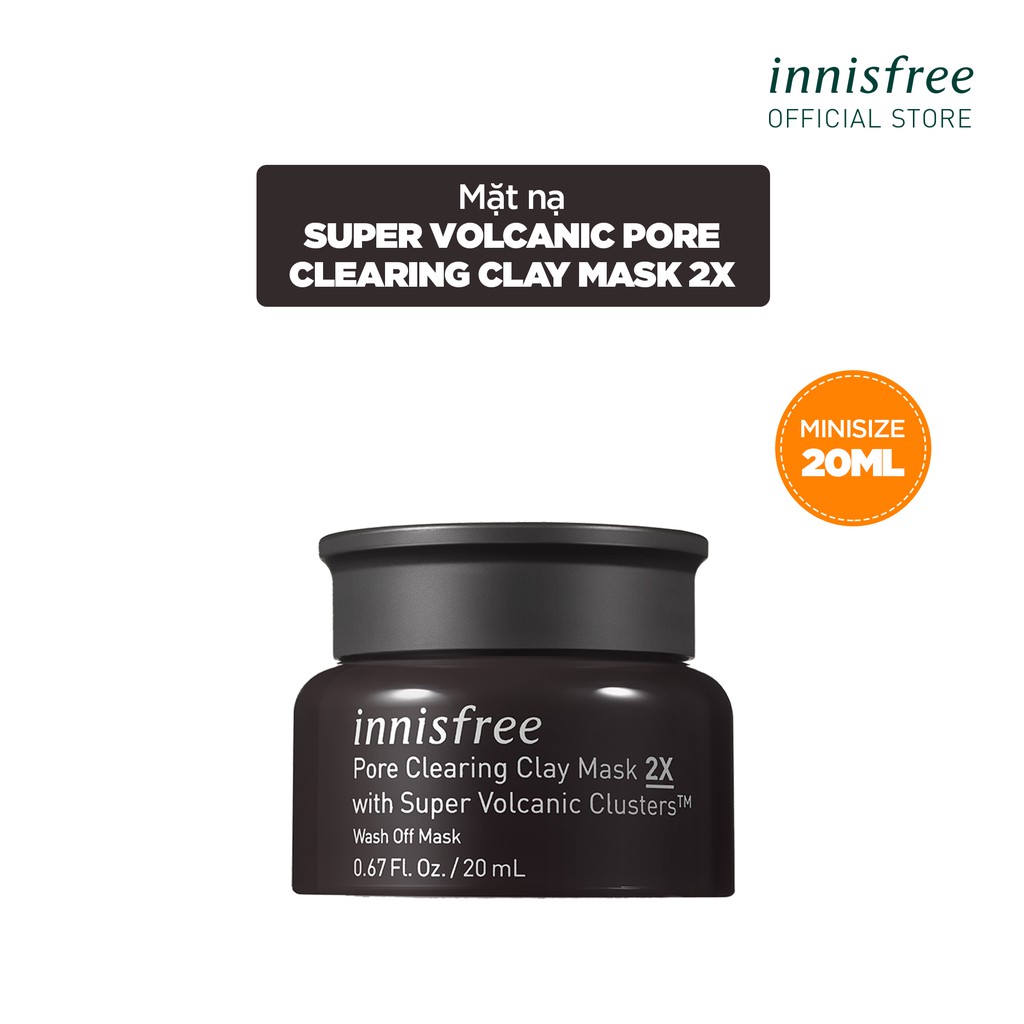 innisfree
OFFICIAL STORE
Mặt nạ
SUPER VOLCANIC PORE
CLEARING CLAY MASK 2X
MINISIZE
20ML
innisfree
Pore Clearing Clay Mask 2X
with Super Volcanic Clusters™
Wash Off Mask
0.67 Fl. Oz. / 20 mL